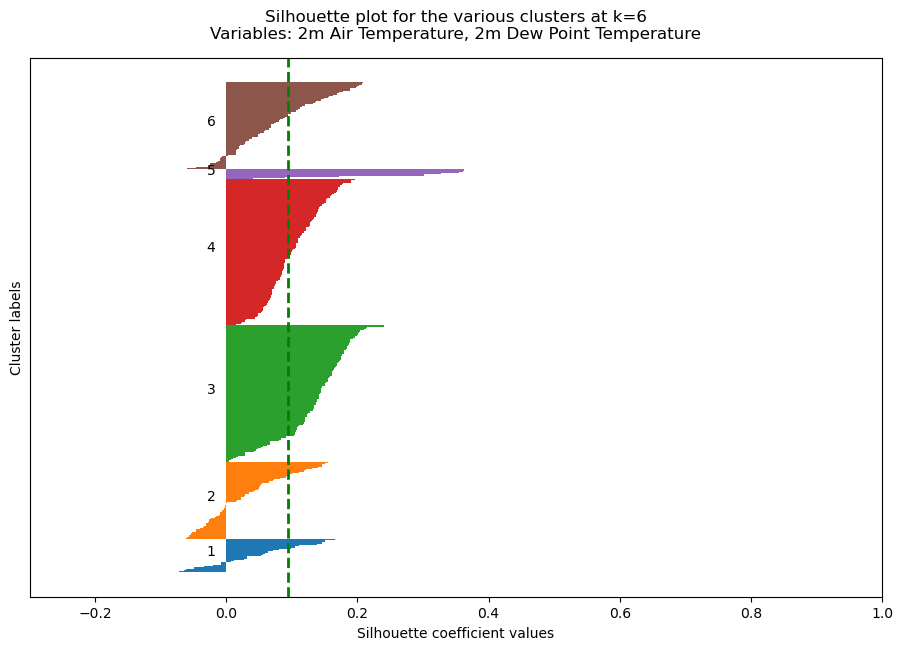 Silhouette plot for the various clusters at k=6
Variables: 2m Air Temperature, 2m Dew Point Temperature
Cluster labels
6
5
4
3
2
1
−0.2 0.0 0.2 0.4 0.6 0.8 1.0
Silhouette coefficient values